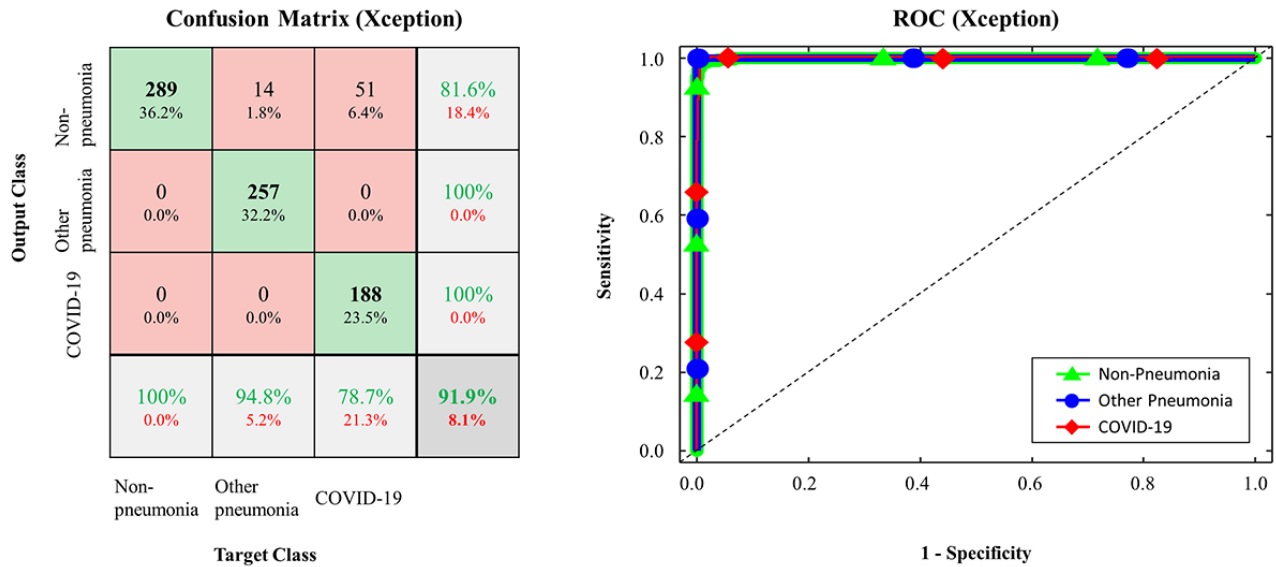 Confusion Matrix (Xception)
Output Class
Non-
pneumonia
Other
pneumonia
COVID-19
289 14 51 81.6%
36.2% 1.8% 6.4% 18.4%
0 257 0 100%
0.0% 32.2% 0.0% 0.0%
0 0 188 100%
0.0% 0.0% 23.5% 0.0%
100% 94.8% 78.7% 91.9%
0.0% 5.2% 21.3% 8.1%
Non-
pneumonia
Other
pneumonia
COVID-19
Target Class
ROC (Xception)
Sensitivity
1.0
0.8
0.6
0.4
0.2
0.0
Non-Pneumonia
Other Pneumonia
COVID-19
0.0 0.2 0.4 0.6 0.8 1.0
1 - Specificity